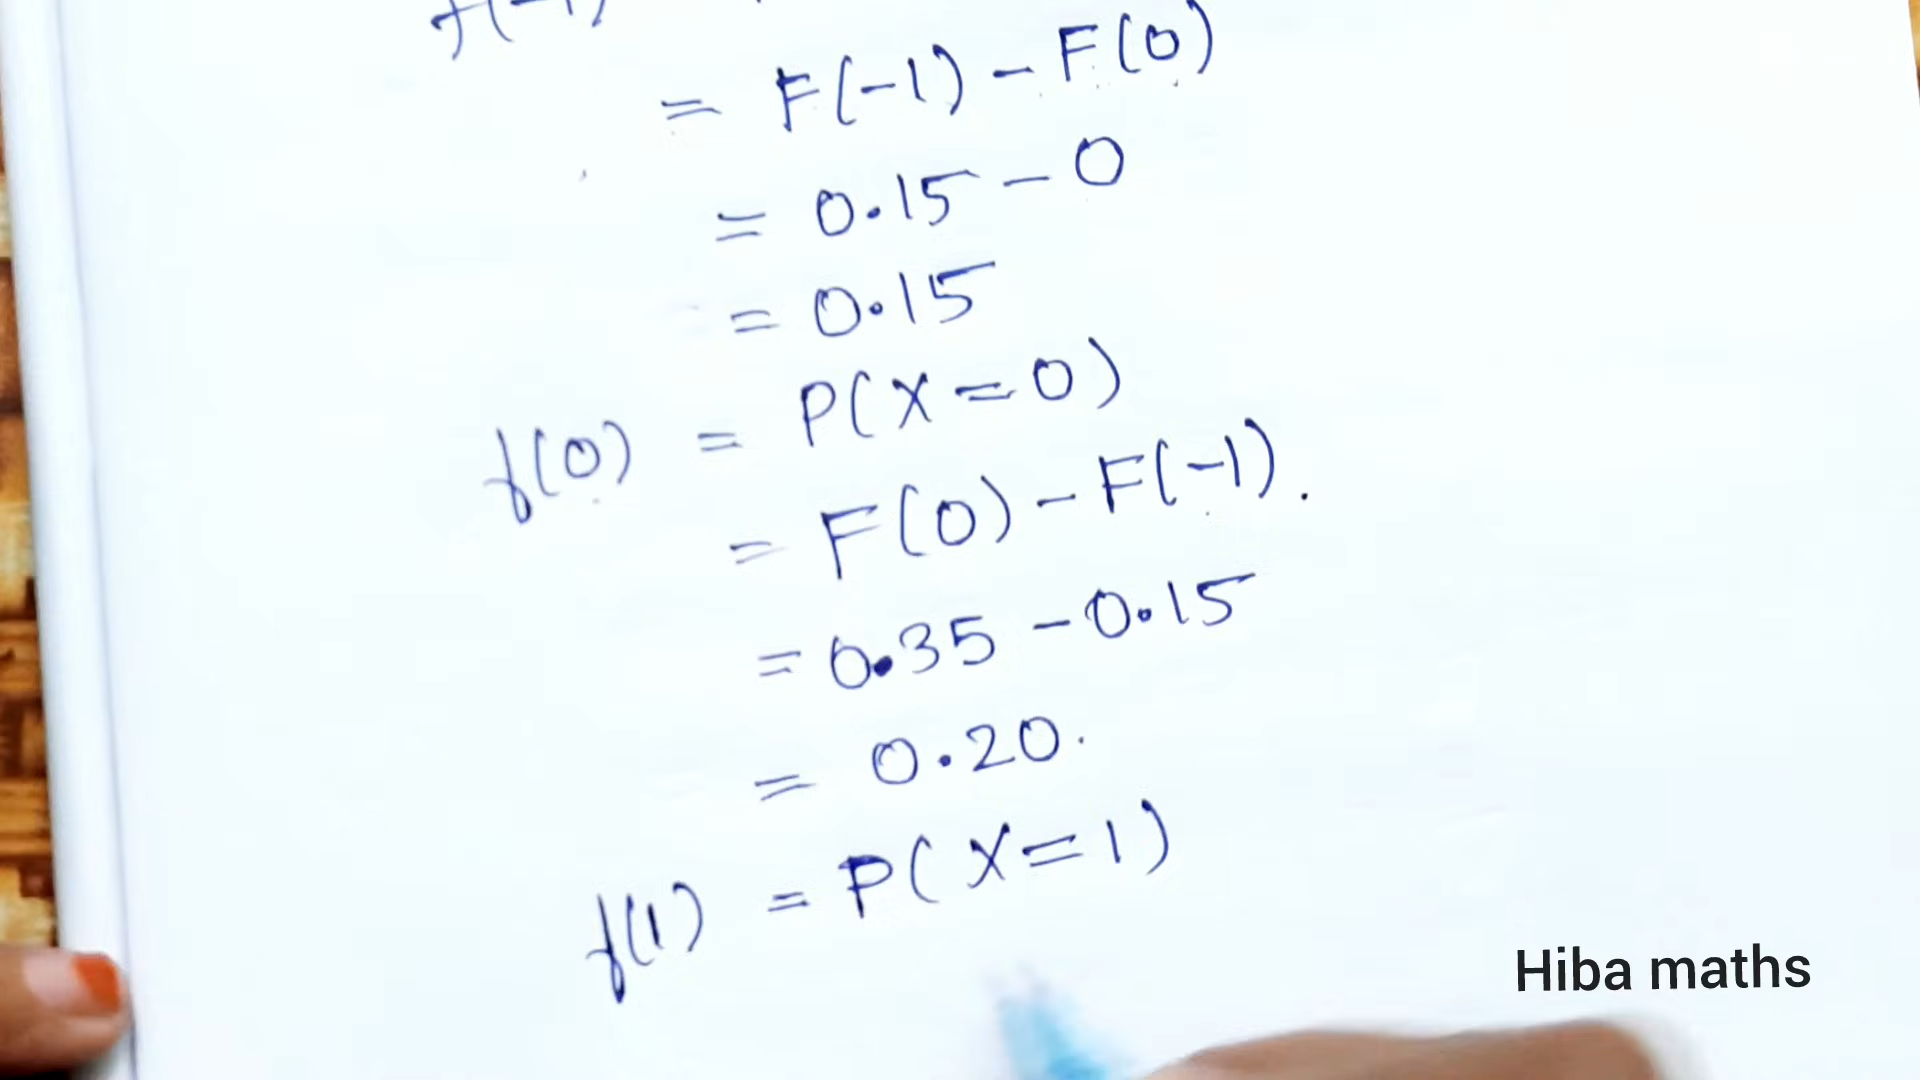 f(-1)
= F(-1) - F(0)
= 0.15 - 0
= 0.15
f(0) = P(X=0)
= F(0) - F(-1).
= 0.35 - 0.15
= 0.20.
f(1) = P(X=1)
Hiba maths